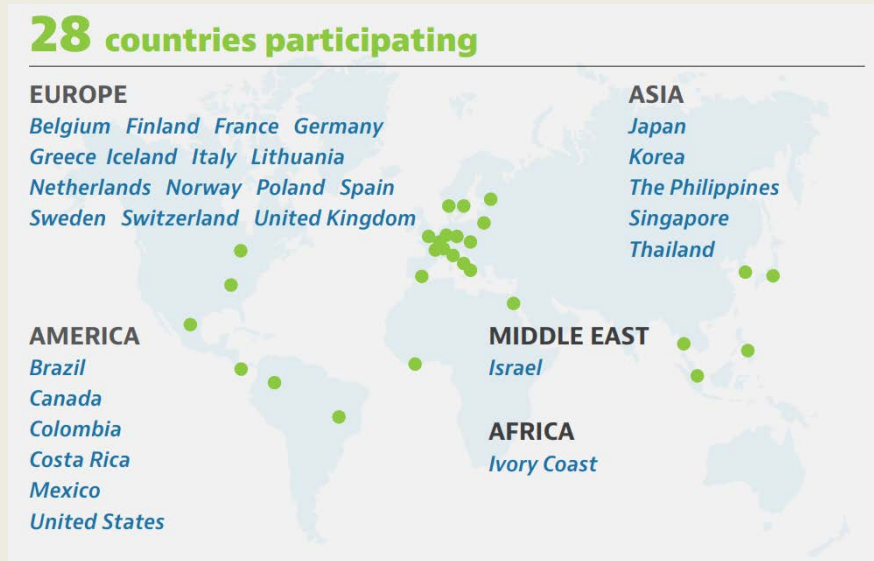 28 countries participating
EUROPE
Belgium Finland France Germany
Greece Iceland Italy Lithuania
Netherlands Norway Poland Spain
Sweden Switzerland United Kingdom
ASIA
Japan
Korea
The Philippines
Singapore
Thailand
AMERICA
Brazil
Canada
Colombia
Costa Rica
Mexico
United States
MIDDLE EAST
Israel
AFRICA
Ivory Coast